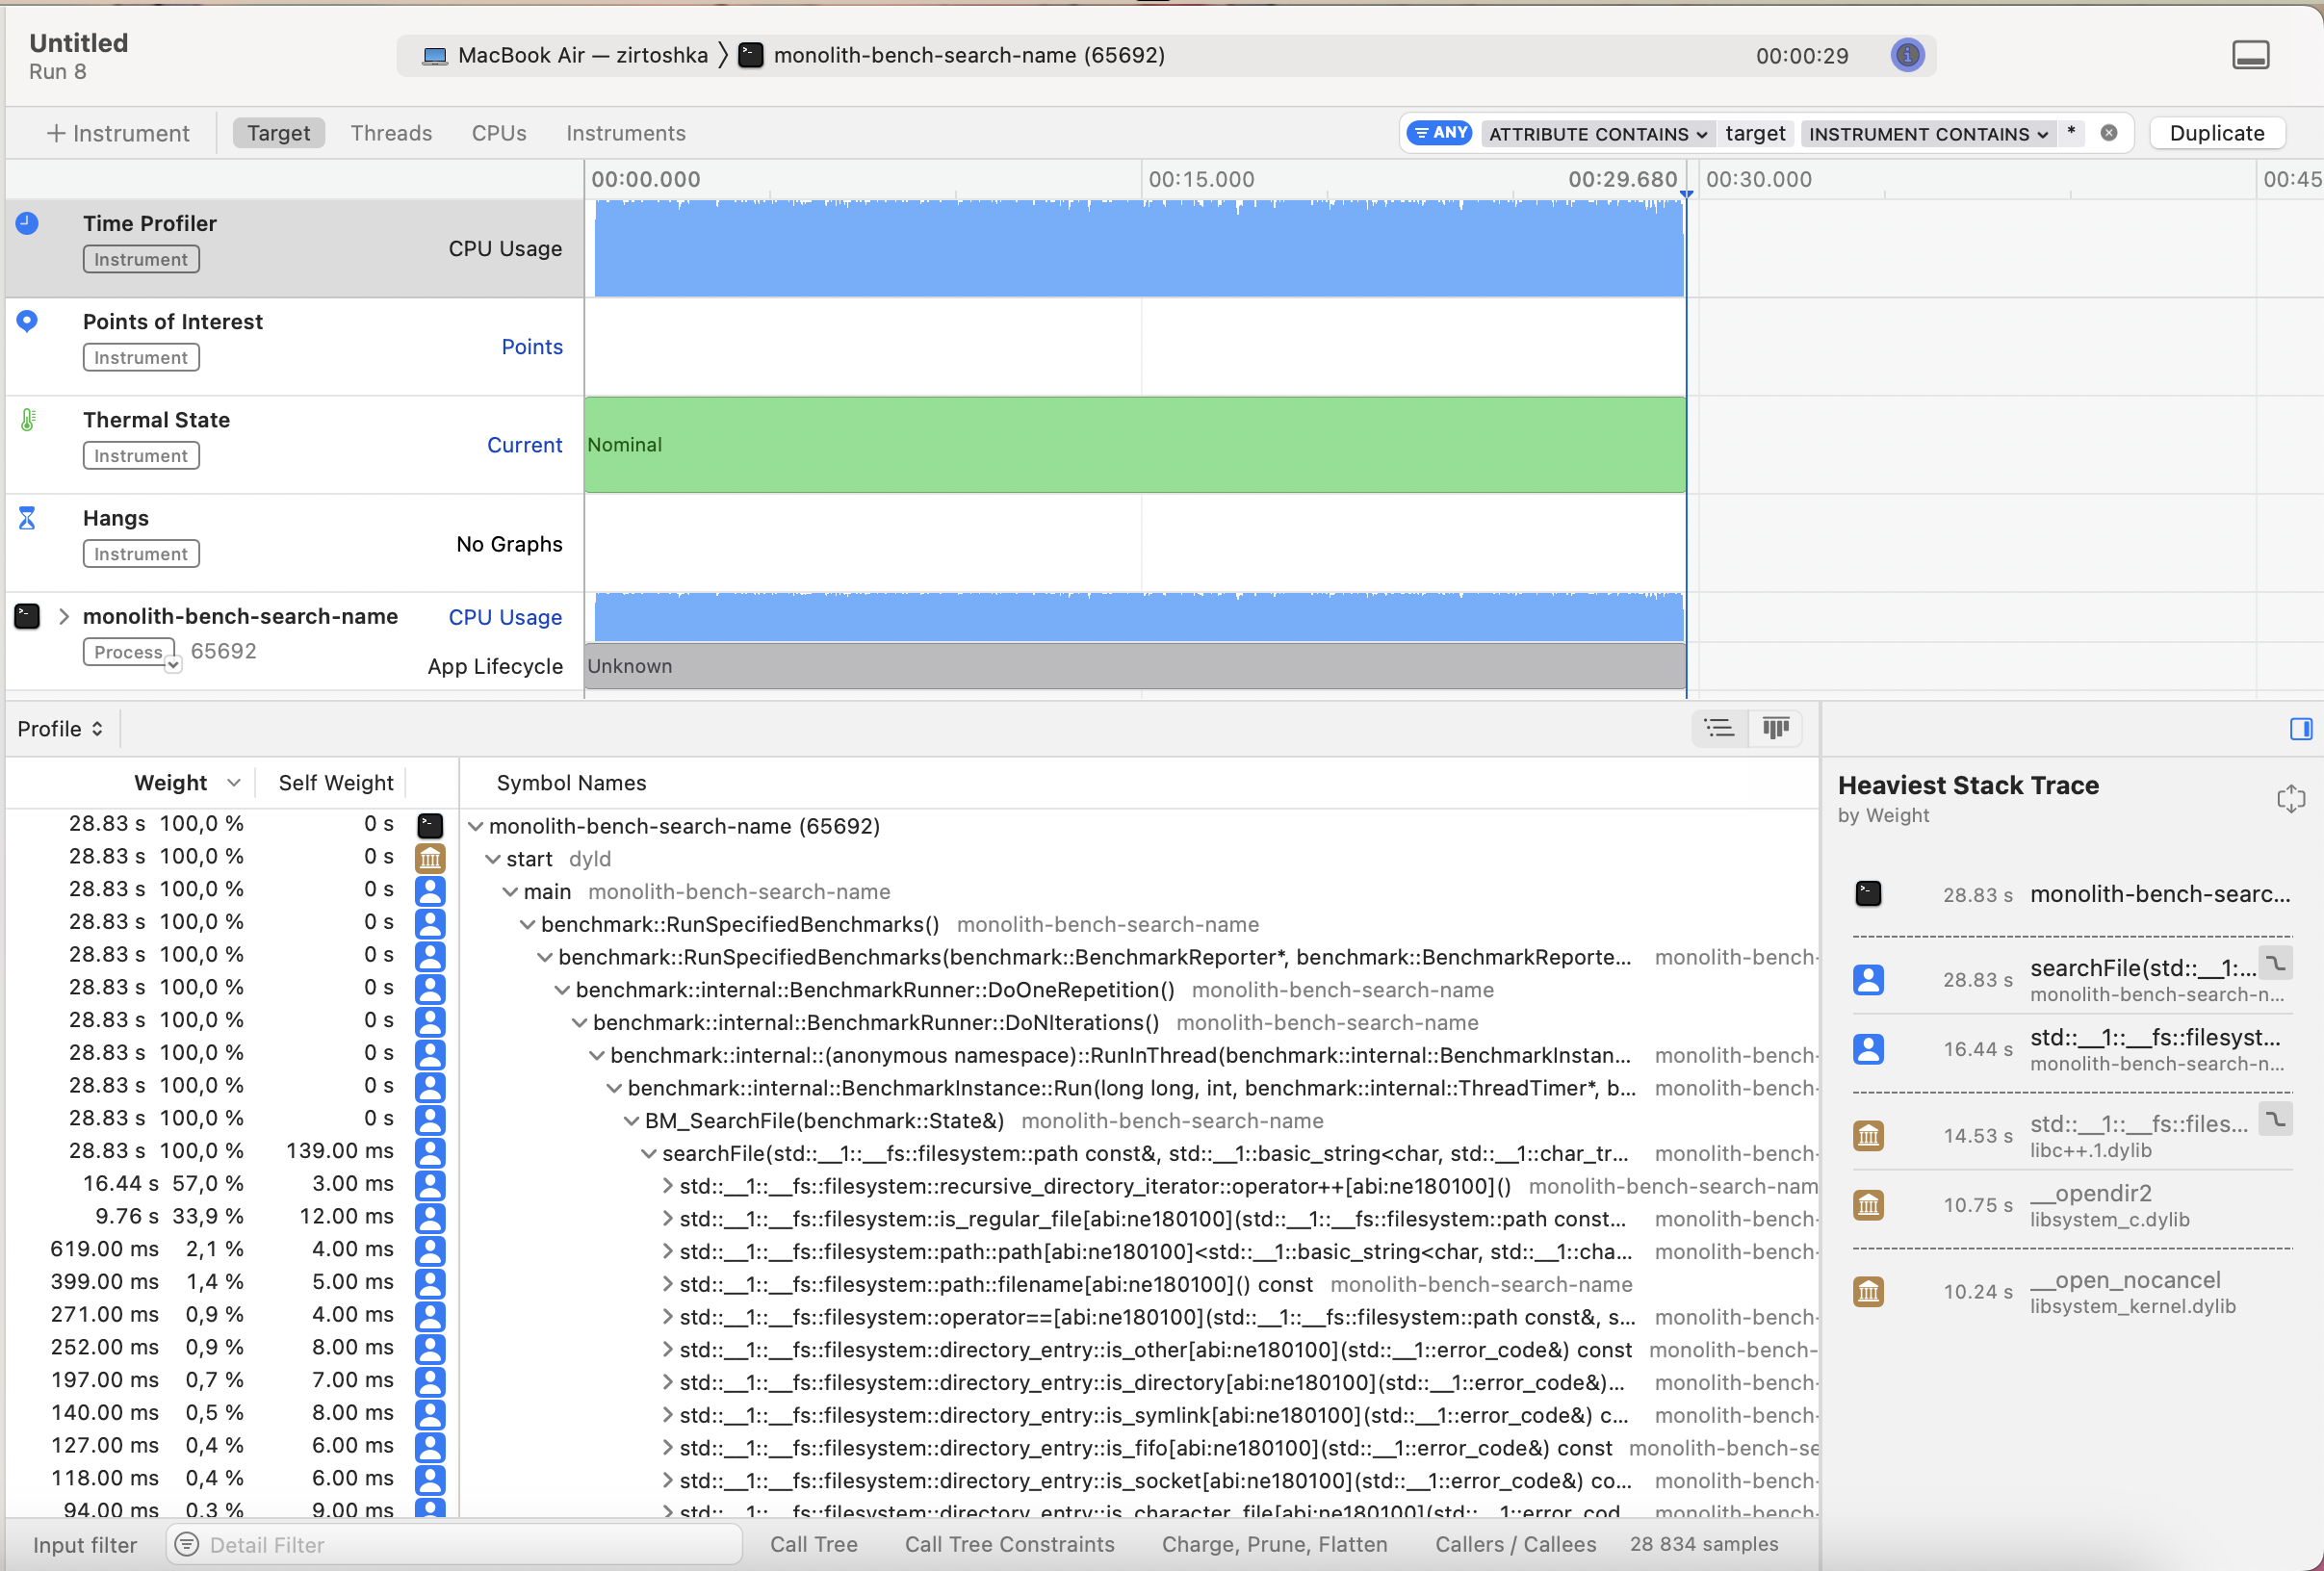 Untitled
Run 8
MacBook Air — zirtoshka 〉 monolith-bench-search-name (65692)
00:00:29
+ Instrument
Target Threads CPUs Instruments
ANY ATTRIBUTE CONTAINS target INSTRUMENT CONTAINS *
Duplicate
00:00.000 00:15.000 00:29.680 00:30.000 00:45
Time Profiler
Instrument
CPU Usage
Points of Interest
Instrument
Points
Thermal State
Instrument
Current
Nominal
Hangs
Instrument
No Graphs
monolith-bench-search-name
CPU Usage
Process 65692
App Lifecycle
Unknown
Profile
Weight Self Weight Symbol Names
28.83 s 100,0 % 0 s monolith-bench-search-name (65692)
28.83 s 100,0 % 0 s start dyld
28.83 s 100,0 % 0 s main monolith-bench-search-name
28.83 s 100,0 % 0 s benchmark::RunSpecifiedBenchmarks() monolith-bench-search-name
28.83 s 100,0 % 0 s benchmark::RunSpecifiedBenchmarks(benchmark::BenchmarkReporter*, benchmark::BenchmarkReporte... monolith-bench-
28.83 s 100,0 % 0 s benchmark::internal::BenchmarkRunner::DoOneRepetition() monolith-bench-search-name
28.83 s 100,0 % 0 s benchmark::internal::BenchmarkRunner::DoNIterations() monolith-bench-search-name
28.83 s 100,0 % 0 s benchmark::internal::(anonymous namespace)::RunInThread(benchmark::internal::BenchmarkInstan... monolith-bench-
28.83 s 100,0 % 0 s benchmark::internal::BenchmarkInstance::Run(long long, int, benchmark::internal::ThreadTimer*, b... monolith-bench-
28.83 s 100,0 % 0 s BM_SearchFile(benchmark::State&) monolith-bench-search-name
28.83 s 100,0 % 139.00 ms searchFile(std::__1::__fs::filesystem::path const&, std::__1::basic_string<char, std::__1::char_tr... monolith-bench-
16.44 s 57,0 % 3.00 ms std::__1::__fs::filesystem::recursive_directory_iterator::operator++[abi:ne180100]() monolith-bench-search-nam
9.76 s 33,9 % 12.00 ms std::__1::__fs::filesystem::is_regular_file[abi:ne180100](std::__1::__fs::filesystem::path const... monolith-bench-
619.00 ms 2,1 % 4.00 ms std::__1::__fs::filesystem::path::path[abi:ne180100]<std::__1::basic_string<char, std::__1::cha... monolith-bench-
399.00 ms 1,4 % 5.00 ms std::__1::__fs::filesystem::path::filename[abi:ne180100]() const monolith-bench-search-name
271.00 ms 0,9 % 4.00 ms std::__1::__fs::filesystem::operator==[abi:ne180100](std::__1::__fs::filesystem::path const&, s... monolith-bench-
252.00 ms 0,9 % 8.00 ms std::__1::__fs::filesystem::directory_entry::is_other[abi:ne180100](std::__1::error_code&) const monolith-bench-
197.00 ms 0,7 % 7.00 ms std::__1::__fs::filesystem::directory_entry::is_directory[abi:ne180100](std::__1::error_code&)... monolith-bench-
140.00 ms 0,5 % 8.00 ms std::__1::__fs::filesystem::directory_entry::is_symlink[abi:ne180100](std::__1::error_code&) c... monolith-bench-
127.00 ms 0,4 % 6.00 ms std::__1::__fs::filesystem::directory_entry::is_fifo[abi:ne180100](std::__1::error_code&) const monolith-bench-se
118.00 ms 0,4 % 6.00 ms std::__1::__fs::filesystem::directory_entry::is_socket[abi:ne180100](std::__1::error_code&) co... monolith-bench-
94.00 ms 0,3 % 9.00 ms std::__1::__fs::filesystem::directory_entry::is_character_file[abi:ne180100](std::__1::error_cod monolith-bench-
Heaviest Stack Trace
by Weight
28.83 s monolith-bench-searc...
28.83 s searchFile(std::__1:...
monolith-bench-search-n...
16.44 s std::__1::__fs::filesyst...
monolith-bench-search-n...
14.53 s std::__1::__fs::files...
libc++.1.dylib
10.75 s __opendir2
libsystem_c.dylib
10.24 s __open_nocancel
libsystem_kernel.dylib
Input filter Detail Filter Call Tree Call Tree Constraints Charge, Prune, Flatten Callers / Callees 28 834 samples